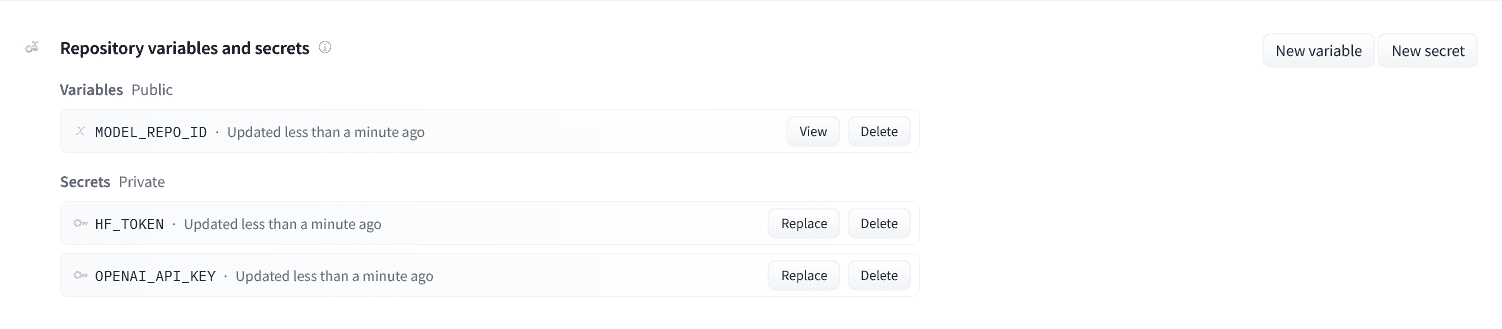 Repository variables and secrets
New variable
New secret
Variables Public
MODEL_REPO_ID · Updated less than a minute ago
View
Delete
Secrets Private
HF_TOKEN · Updated less than a minute ago
Replace
Delete
OPENAI_API_KEY · Updated less than a minute ago
Replace
Delete